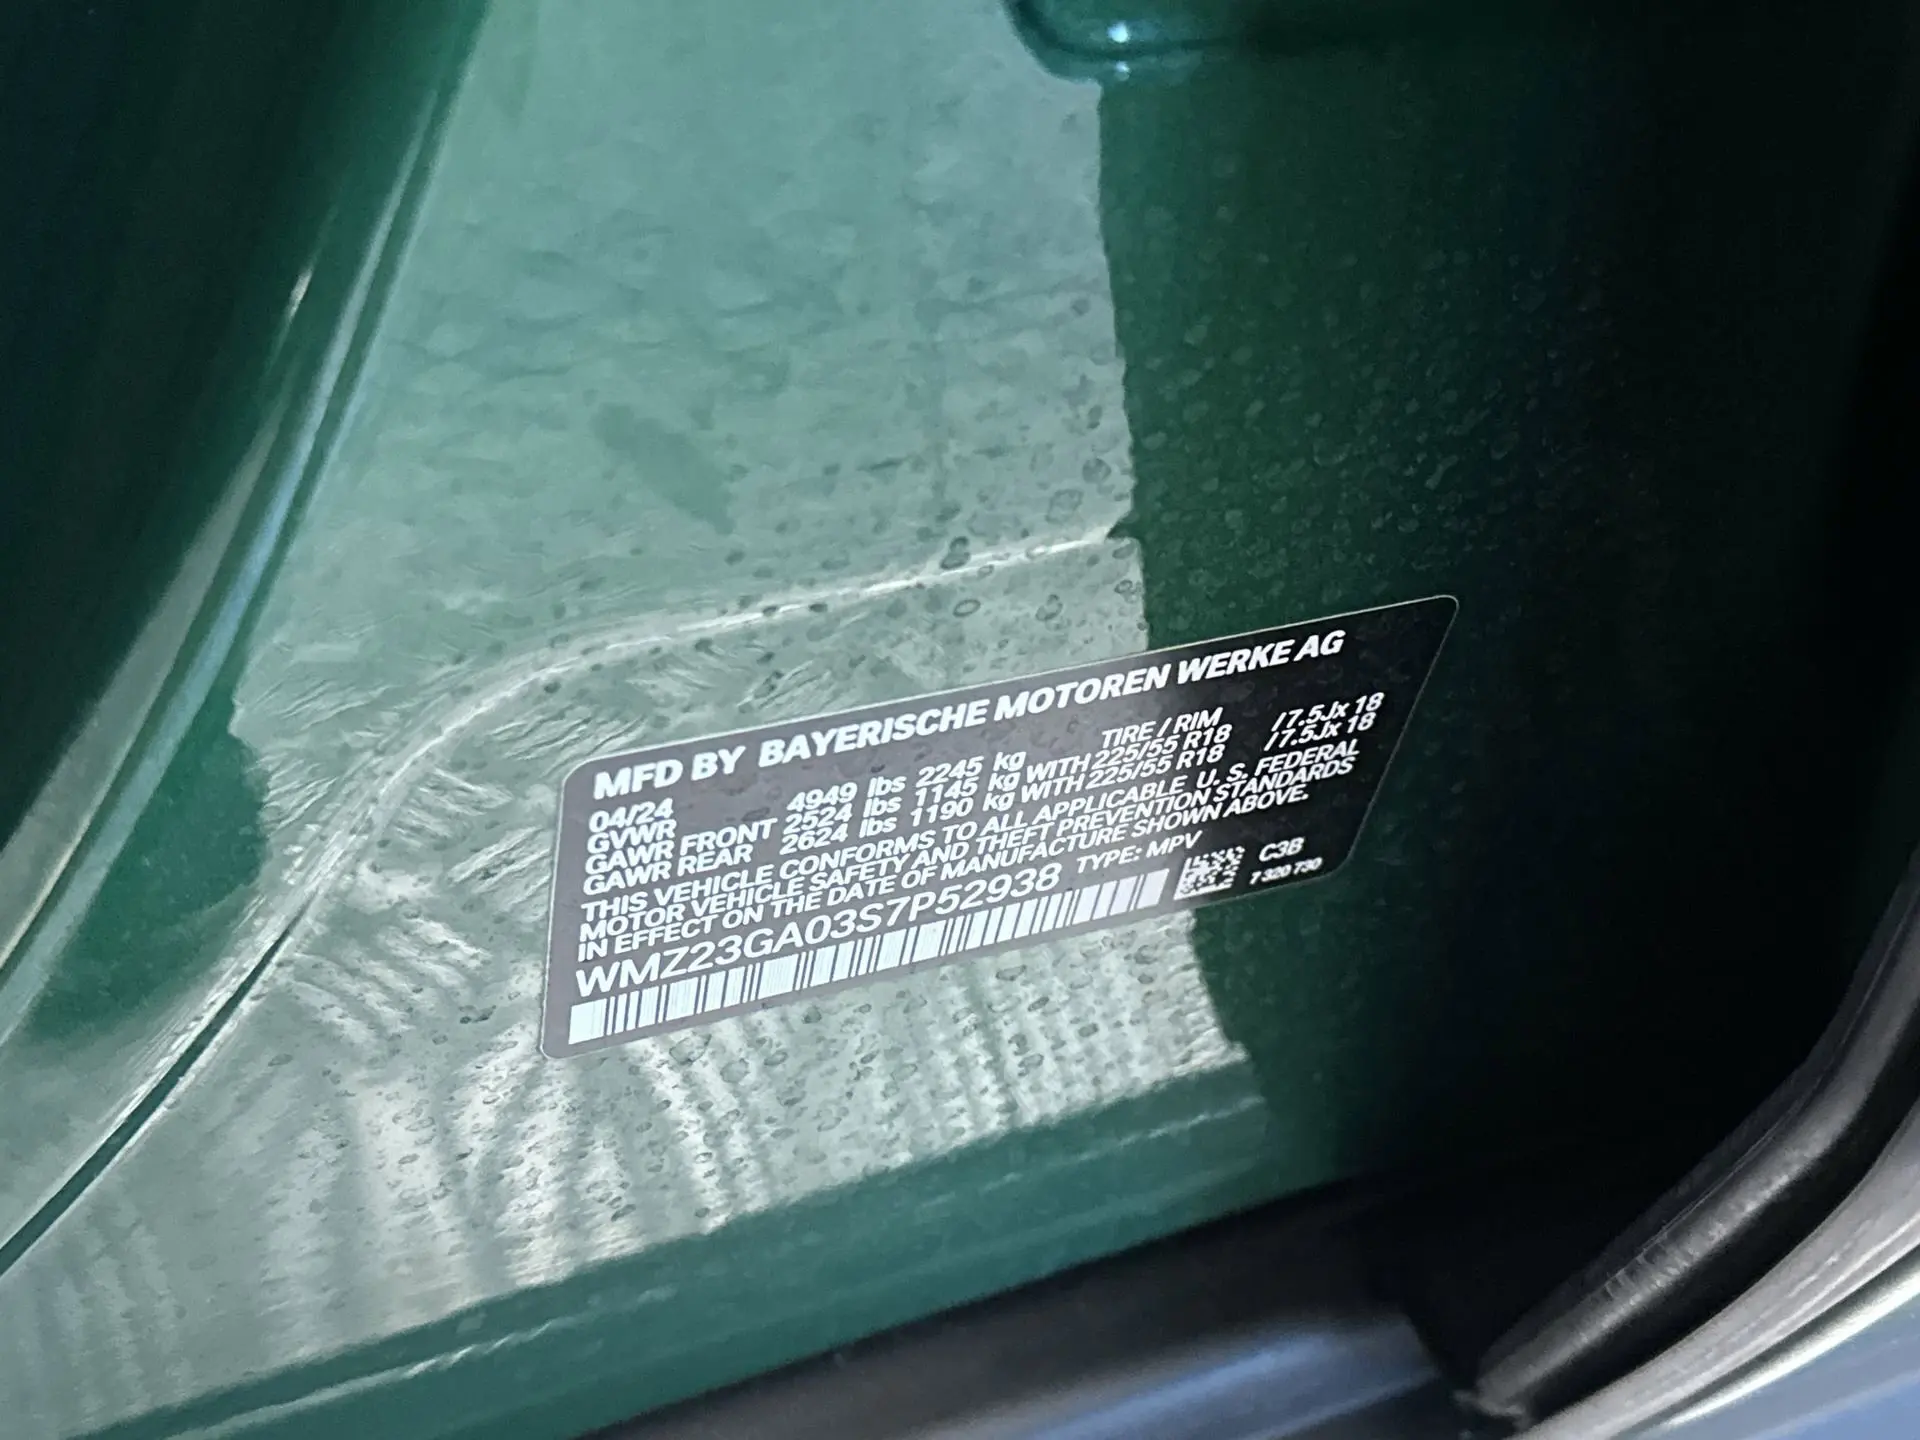 MFD BY BAYERISCHE MOTOREN WERKE AG
04/24 TIRE / RIM
GVWR 4949 lbs 2245 kg
GAWR FRONT 2524 lbs 1145 kg WITH 225/55 R18 / 7.5Jx 18
GAWR REAR 2624 lbs 1190 kg WITH 225/55 R18 / 7.5Jx 18
THIS VEHICLE CONFORMS TO ALL APPLICABLE U. S. FEDERAL
MOTOR VEHICLE SAFETY AND THEFT PREVENTION STANDARDS
IN EFFECT ON THE DATE OF MANUFACTURE SHOWN ABOVE.
WMZ23GA03S7P52938 TYPE: MPV
C3B
7 320 730